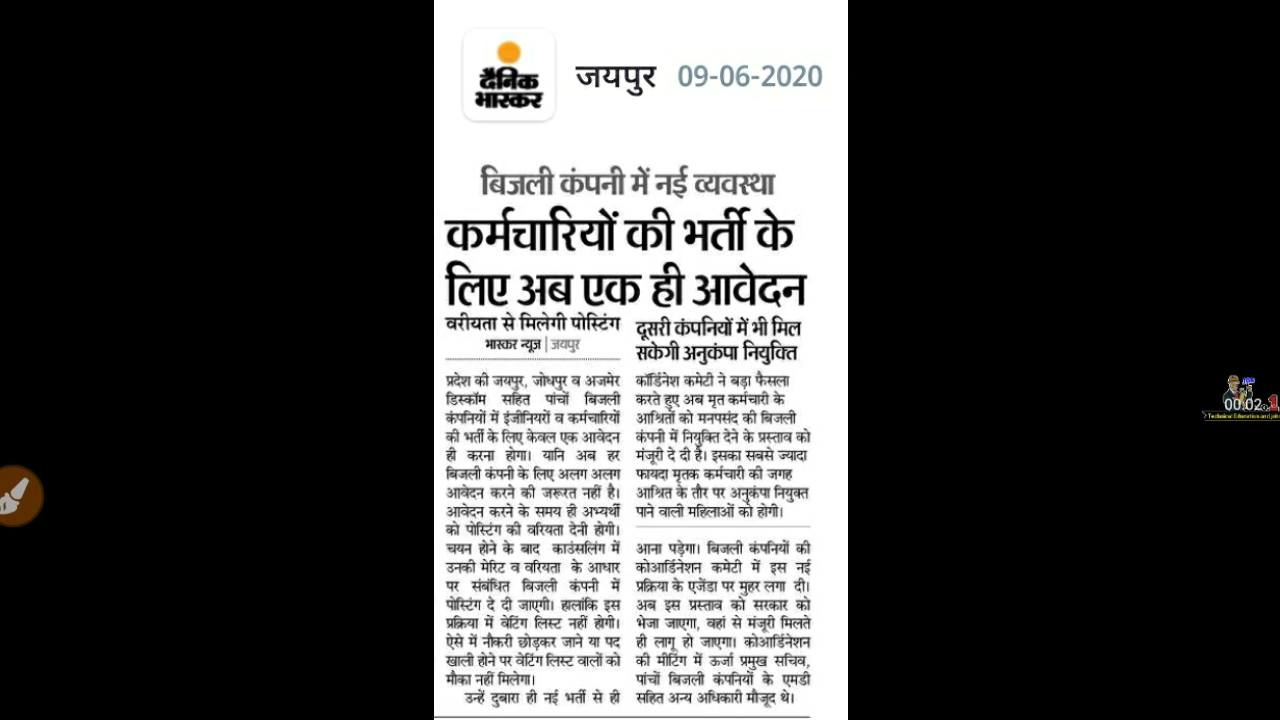 दैनिक
भास्कर
जयपुर 09-06-2020
बिजली कंपनी में नई व्यवस्था
कर्मचारियों की भर्ती के
लिए अब एक ही आवेदन
वरीयता से मिलेगी पोस्टिंग
भास्कर न्यूज | जयपुर
प्रदेश की जयपुर, जोधपुर व अजमेर
डिस्कॉम सहित पांचों बिजली
कंपनियों में इंजीनियरों व कर्मचारियों
की भर्ती के लिए केवल एक आवेदन
ही करना होगा। यानि अब हर
बिजली कंपनी के लिए अलग अलग
आवेदन करने की जरूरत नहीं है।
आवेदन करने के समय ही अभ्यर्थी
को पोस्टिंग की वरियता देनी होगी।
चयन होने के बाद काउंसलिंग में
उनकी मेरिट व वरियता के आधार
पर संबंधित बिजली कंपनी में
पोस्टिंग दे दी जाएगी। हालांकि इस
प्रक्रिया में वेटिंग लिस्ट नहीं होगी।
ऐसे में नौकरी छोड़कर जाने या पद
खाली होने पर वेटिंग लिस्ट वालों को
मौका नहीं मिलेगा।
उन्हें दुबारा ही नई भर्ती से ही
दूसरी कंपनियों में भी मिल
सकेगी अनुकंपा नियुक्ति
कॉर्डिनेश कमेटी ने बड़ा फैसला
करते हुए अब मृत कर्मचारी के
आश्रितों को मनपसंद की बिजली
कंपनी में नियुक्ति देने के प्रस्ताव को
मंजूरी दे दी है। इसका सबसे ज्यादा
फायदा मृतक कर्मचारी की जगह
आश्रित के तौर पर अनुकंपा नियुक्त
पाने वाली महिलाओं को होगी।
आना पड़ेगा। बिजली कंपनियों की
कोआर्डिनेशन कमेटी में इस नई
प्रक्रिया के एजेंडा पर मुहर लगा दी।
अब इस प्रस्ताव को सरकार को
भेजा जाएगा, वहां से मंजूरी मिलते
ही लागू हो जाएगा। कोआर्डिनेशन
की मीटिंग में ऊर्जा प्रमुख सचिव,
पांचों बिजली कंपनियों के एमडी
सहित अन्य अधिकारी मौजूद थे।
00:02
Technical Education and